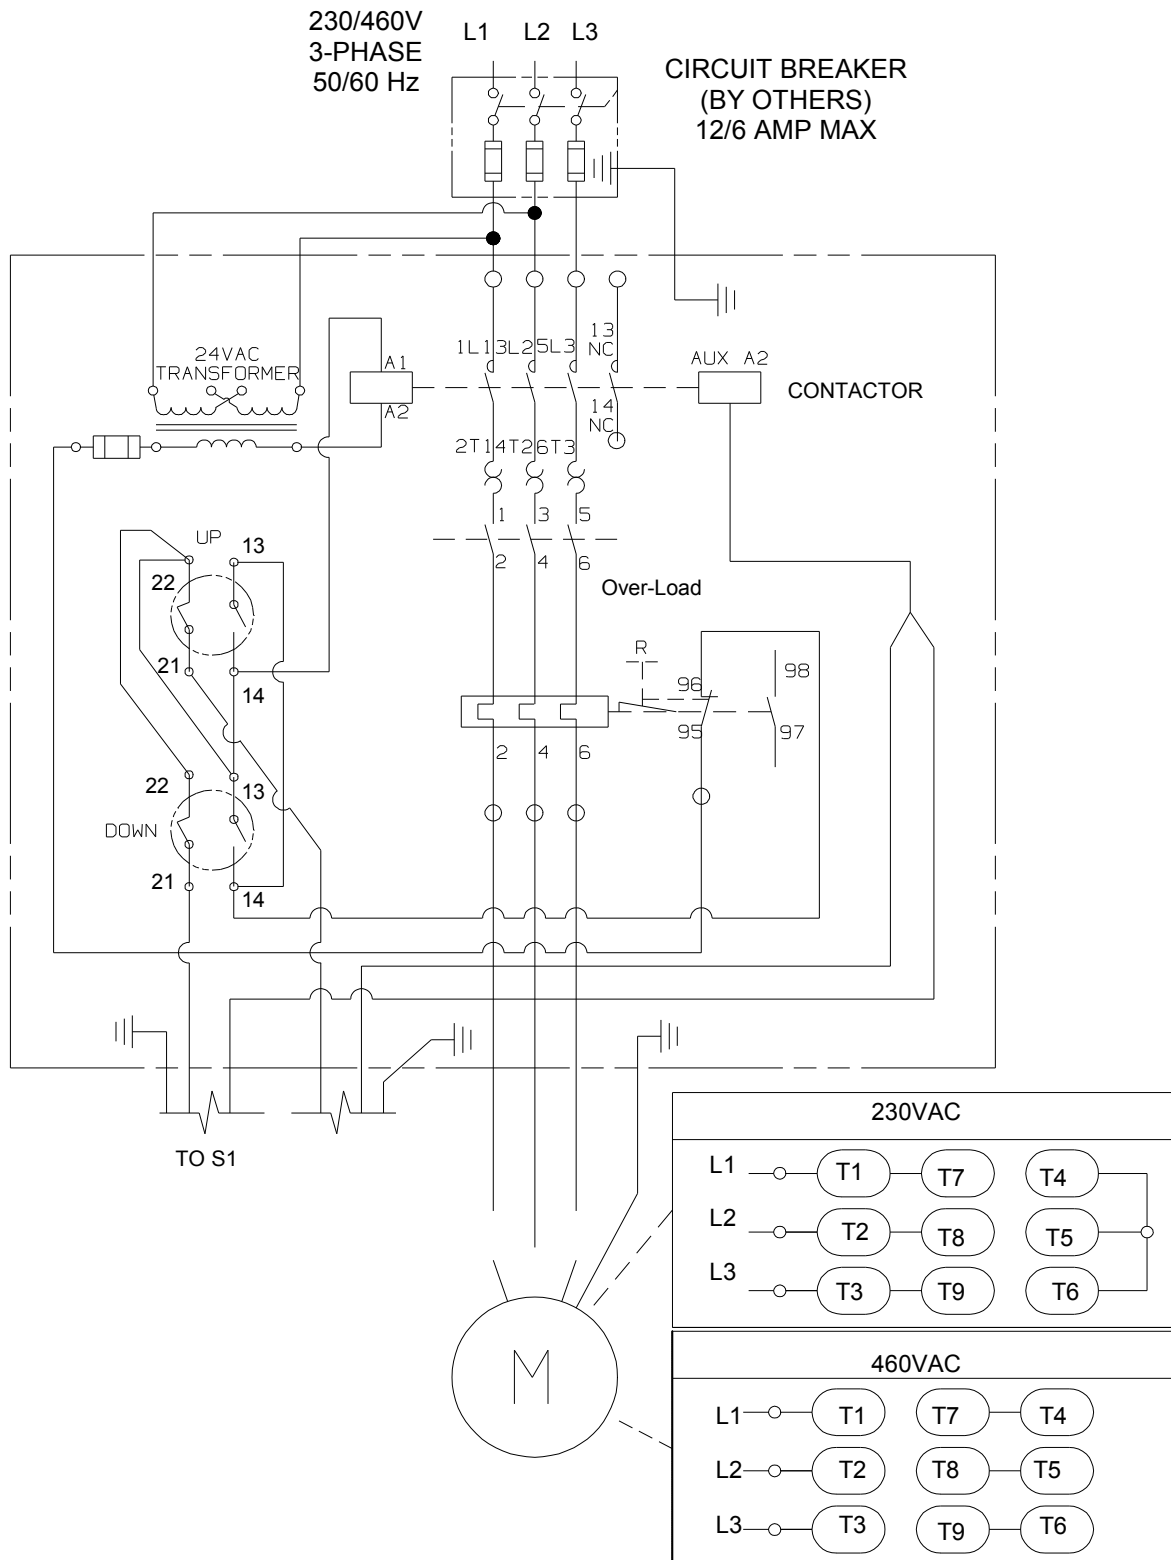 230/460V
3-PHASE
50/60 Hz
L1 L2 L3
CIRCUIT BREAKER
(BY OTHERS)
12/6 AMP MAX
24VAC
TRANSFORMER
A1
A2
1L1 3L2 5L3
13
NC
14
NC
AUX A2
CONTACTOR
2T1 4T2 6T3
1 3 5
2 4 6
Over-Load
UP
13
22
21
14
R
96
98
95
97
2 4 6
22
13
DOWN
21
14
TO S1
230VAC
L1 T1 T7 T4
L2 T2 T8 T5
L3 T3 T9 T6
M
460VAC
L1 T1 T7 T4
L2 T2 T8 T5
L3 T3 T9 T6